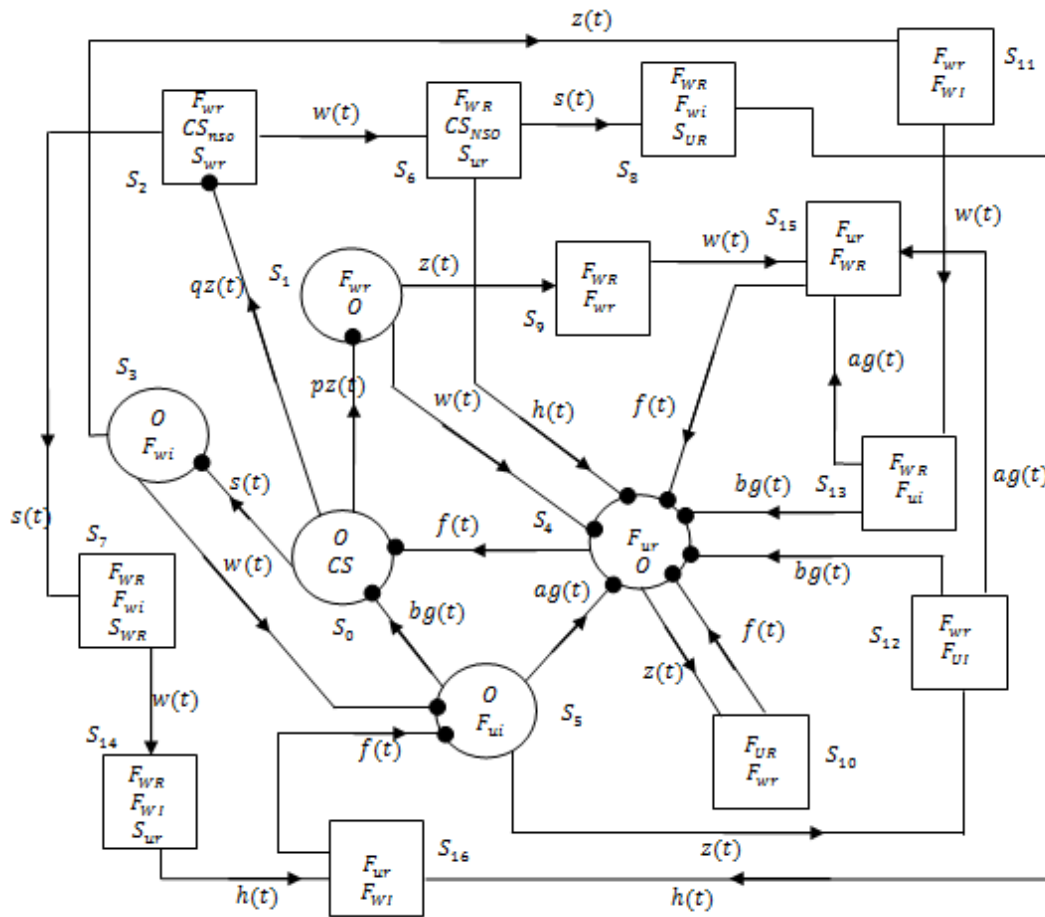 z(t)
F_wr
F_WI
S_11
F_wr
CS_nso
S_wr
S_2
w(t)
F_WR
CS_NSO
S_ur
S_6
s(t)
F_WR
F_wi
S_UR
S_8
w(t)
S_15
F_ur
F_WR
S_1
F_wr
O
z(t)
F_WR
F_wr
S_9
w(t)
qz(t)
pz(t)
S_3
O
F_wi
s(t)
w(t)
h(t)
f(t)
ag(t)
F_WR
F_ui
S_13
ag(t)
bg(t)
s(t)
S_7
F_WR
F_wi
S_WR
w(t)
O
CS
S_0
f(t)
S_4
F_ur
O
bg(t)
ag(t)
bg(t)
S_12
F_wr
F_UI
w(t)
S_14
F_WR
F_WI
S_ur
f(t)
O
F_ui
S_5
z(t)
f(t)
F_UR
F_wr
S_10
h(t)
F_ur
F_WI
S_16
z(t)
h(t)